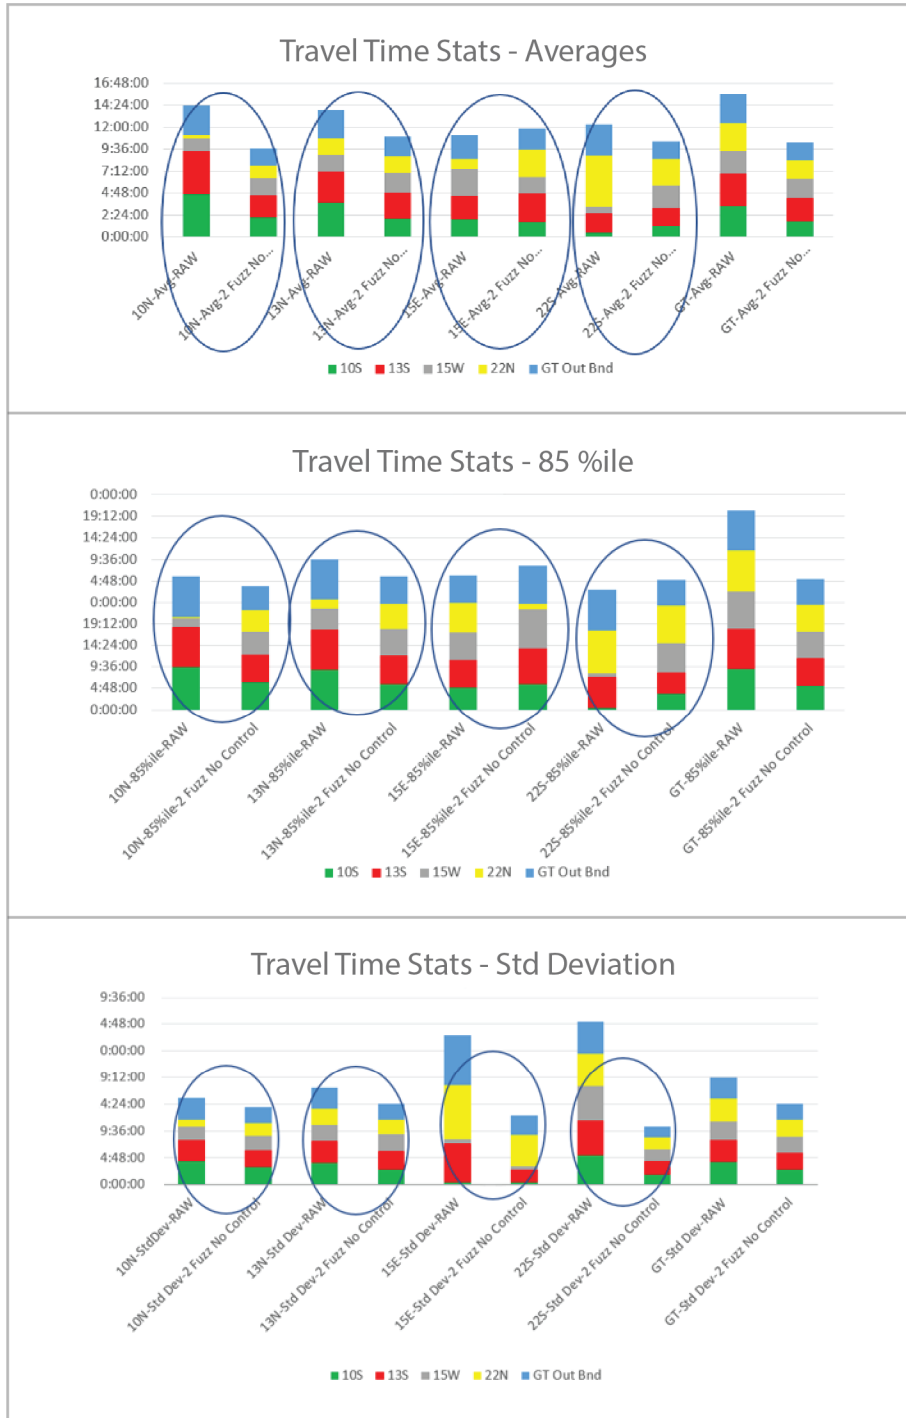 Travel Time Stats - Averages
16:48:00
14:24:00
12:00:00
9:36:00
7:12:00
4:48:00
2:24:00
0:00:00
10N-Avg-RAW
10N-Avg-2 Fuzz No...
13N-Avg-RAW
13N-Avg-2 Fuzz No...
15E-Avg-RAW
15E-Avg-2 Fuzz No...
22S-Avg-RAW
22S-Avg-2 Fuzz No...
GT-Avg-RAW
GT-Avg-2 Fuzz No...
10S 13S 15W 22N GT Out Bnd
Travel Time Stats - 85 %ile
0:00:00
19:12:00
14:24:00
9:36:00
4:48:00
0:00:00
19:12:00
14:24:00
9:36:00
4:48:00
0:00:00
10N-85%ile-RAW
10N-85%ile-2 Fuzz No Control
13N-85%ile-RAW
13N-85%ile-2 Fuzz No Control
15E-85%ile-RAW
15E-85%ile-2 Fuzz No Control
22S-85%ile-RAW
22S-85%ile-2 Fuzz No Control
GT-85%ile-RAW
GT-85%ile-2 Fuzz No Control
10S 13S 15W 22N GT Out Bnd
Travel Time Stats - Std Deviation
9:36:00
4:48:00
0:00:00
9:12:00
4:24:00
9:36:00
4:48:00
0:00:00
10N-StdDev-RAW
10N-Std Dev-2 Fuzz No Control
13N-Std Dev-RAW
13N-Std Dev-2 Fuzz No Control
15E-Std Dev-RAW
15E-Std Dev-2 Fuzz No Control
22S-Std Dev-RAW
22S-Std Dev-2 Fuzz No Control
GT-Std Dev-RAW
GT-Std Dev-2 Fuzz No Control
10S 13S 15W 22N GT Out Bnd